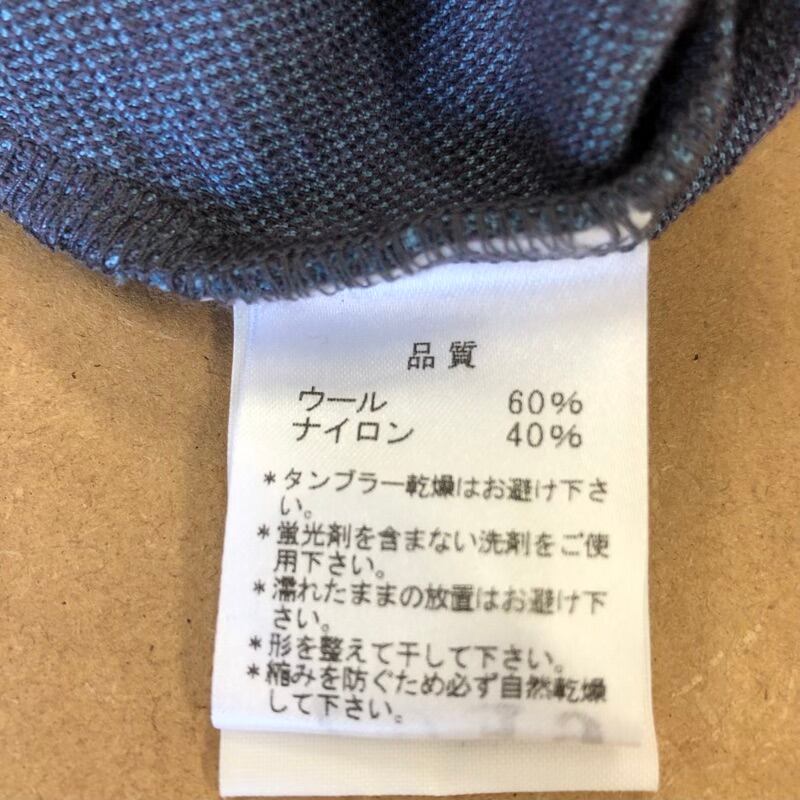 品質
ウール 60%
ナイロン 40%
*タンブラー乾燥はお避け下さ
い。
*蛍光剤を含まない洗剤をご使
用下さい。
*濡れたままの放置はお避け下
さい。
*形を整えて干して下さい。
*縮みを防ぐため必ず自然乾燥
して下さい。